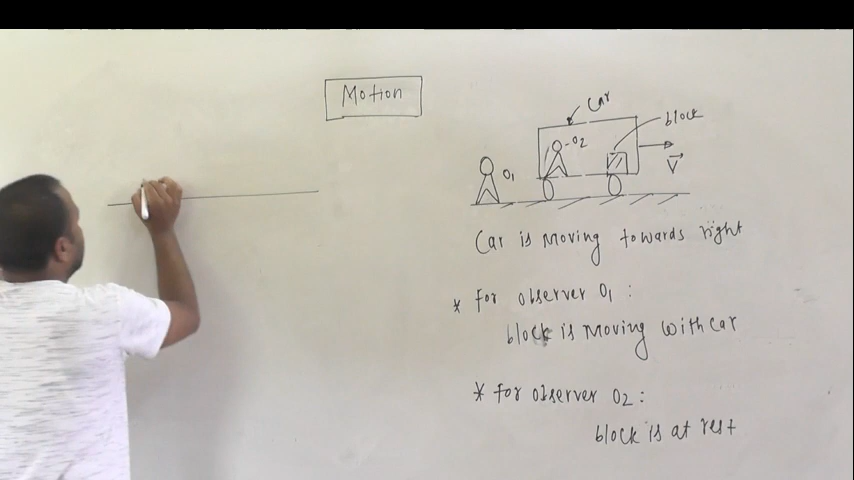 Motion
Car
block
O2
O1
V
Car is moving towards right
* For observer O1 :
block is moving with car
* For observer O2 :
block is at rest